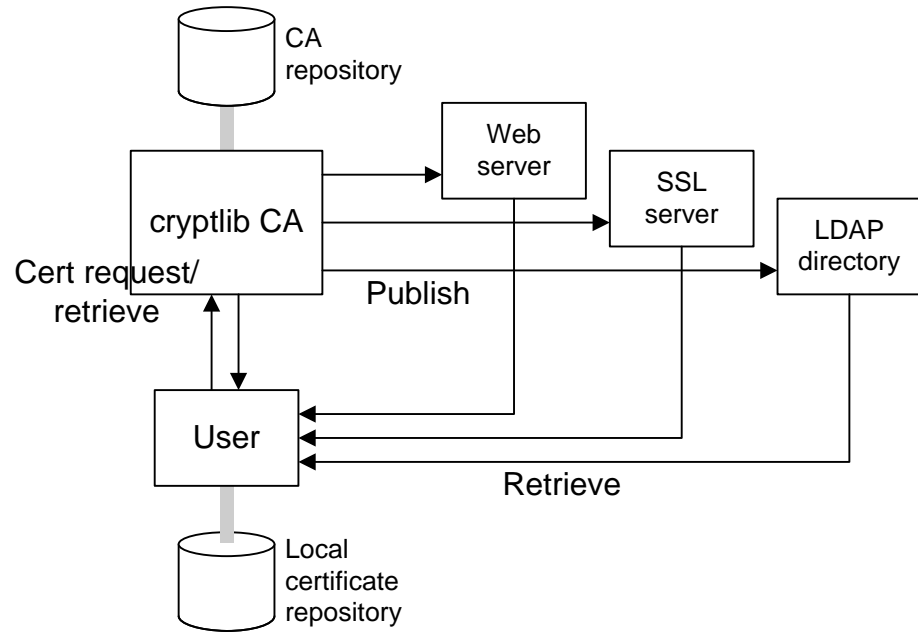 CA
repository
Web
server
SSL
server
cryptlib CA
LDAP
directory
Cert request/
retrieve
Publish
User
Retrieve
Local
certificate
repository